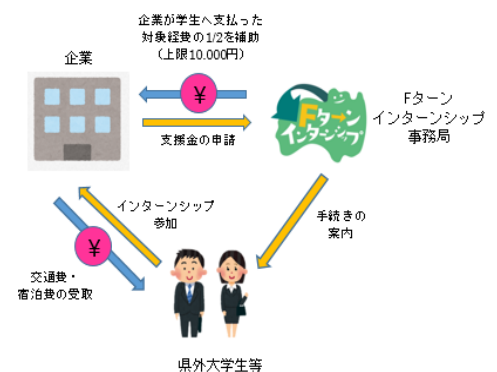 企業が学生へ支払った
対象経費の1/2を補助
（上限10.000円）
企業
¥
支援金の申請
Fターン
インターンシップ
Fターン
インターンシップ
事務局
インターンシップ
参加
手続きの
案内
¥
交通費・
宿泊費の受取
県外大学生等